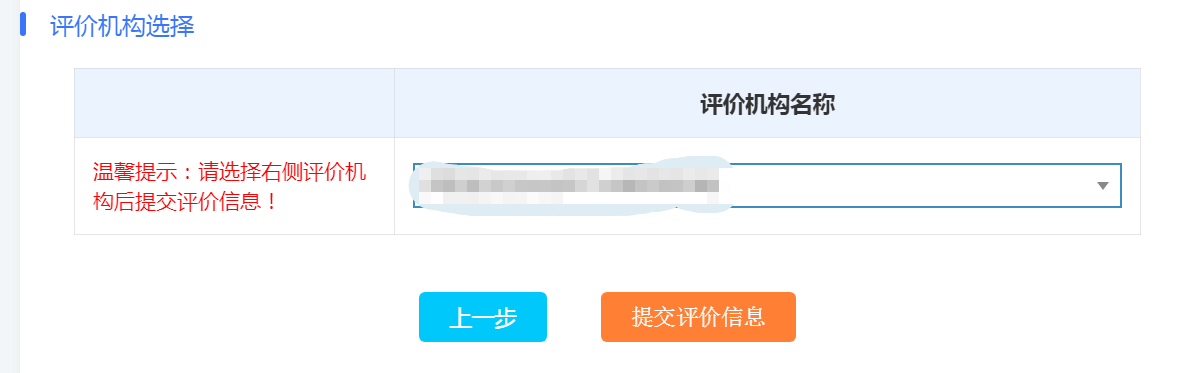 评价机构选择
评价机构名称
温馨提示：请选择右侧评价机
构后提交评价信息！
上一步
提交评价信息